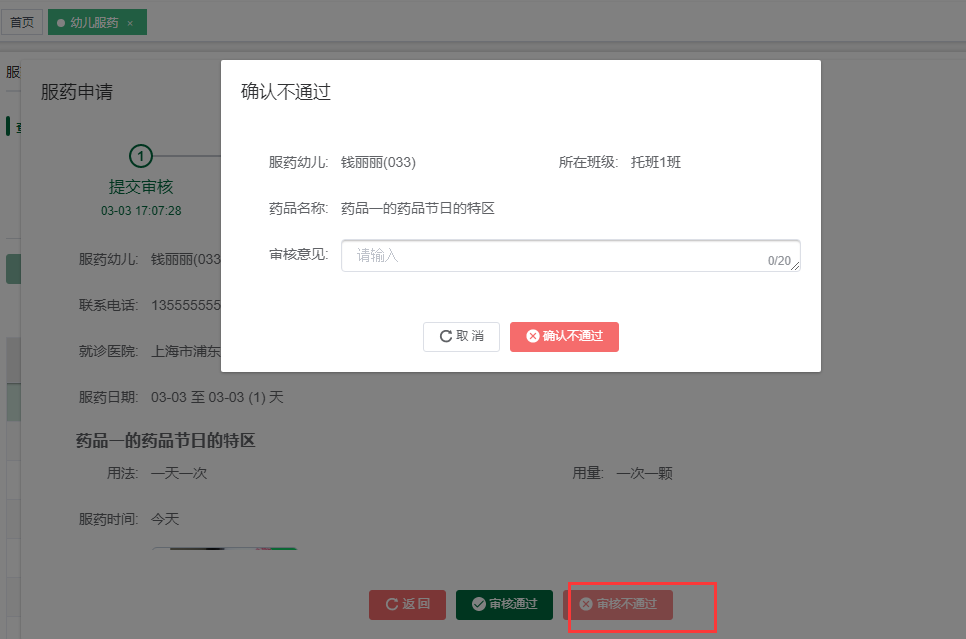 首页 幼儿服药 ×
服药申请
确认不通过
1
服药幼儿: 钱丽丽(033) 所在班级: 托班1班
提交审核
03-03 17:07:28
药品名称: 药品一的药品节日的特区
审核意见: 请输入 0/20
服药幼儿: 钱丽丽(033
联系电话: 135555555
取 消 确认不通过
就诊医院: 上海市浦东
服药日期: 03-03 至 03-03 (1) 天
药品一的药品节日的特区
用法: 一天一次 用量: 一次一颗
服药时间: 今天
返 回 审核通过 审核不通过